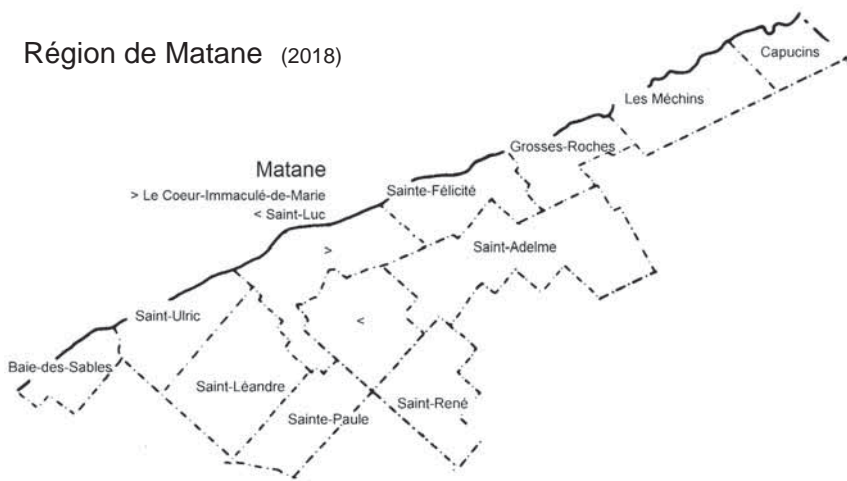 Région de Matane (2018)
Capucins
Les Méchins
Grosses-Roches
Matane
> Le Coeur-Immaculé-de-Marie
< Saint-Luc
Sainte-Félicité
>
Saint-Adelme
Saint-Ulric
<
Baie-des-Sables
Saint-Léandre
Sainte-Paule
Saint-René